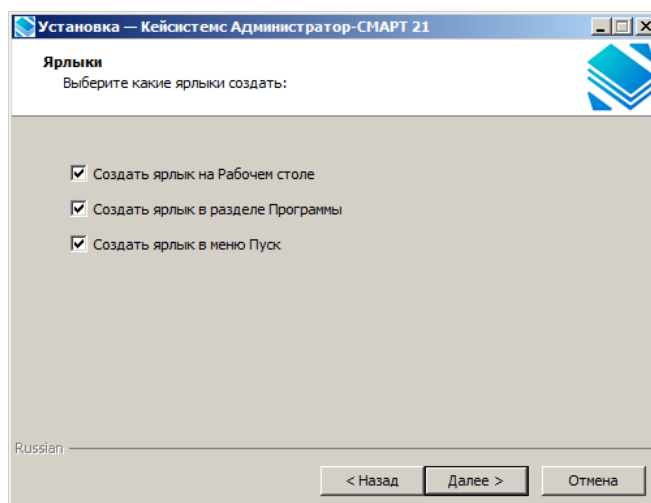 Установка — Кейсистемс Администратор-СМАРТ 21
Ярлыки
Выберите какие ярлыки создать:
Создать ярлык на Рабочем столе
Создать ярлык в разделе Программы
Создать ярлык в меню Пуск
Russian
< Назад
Далее >
Отмена